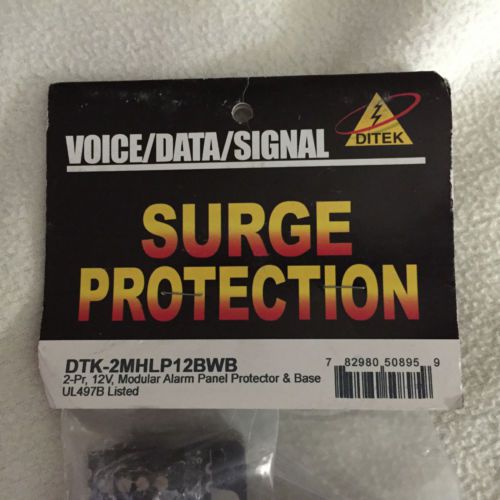 VOICE/DATA/SIGNAL
DITEK
SURGE
PROTECTION
DTK-2MHLP12BWB
2-Pr, 12V, Modular Alarm Panel Protector & Base
UL497B Listed
7 82980 50895 9